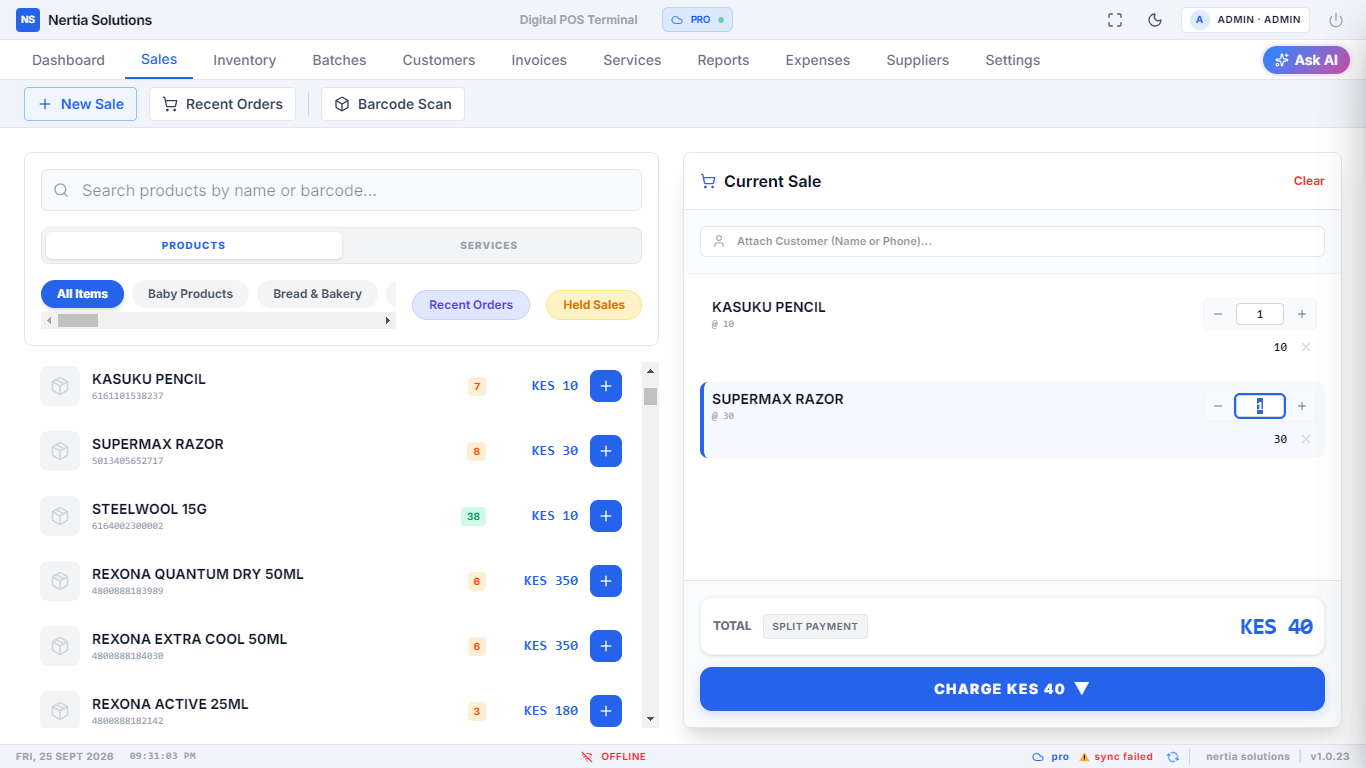 NS Nertia Solutions
Digital POS Terminal
PRO
A ADMIN · ADMIN
Dashboard Sales Inventory Batches Customers Invoices Services Reports Expenses Suppliers Settings
Ask AI
New Sale Recent Orders Barcode Scan
Search products by name or barcode...
PRODUCTS SERVICES
All Items Baby Products Bread & Bakery
Recent Orders Held Sales
KASUKU PENCIL
6161101538237
7 KES 10
SUPERMAX RAZOR
5013405652717
8 KES 30
STEELWOOL 15G
6164002300002
38 KES 10
REXONA QUANTUM DRY 50ML
4800888183989
6 KES 350
REXONA EXTRA COOL 50ML
4800888184030
6 KES 350
REXONA ACTIVE 25ML
4800888182142
3 KES 180
Current Sale
Clear
Attach Customer (Name or Phone)...
KASUKU PENCIL
@ 10
1
10
SUPERMAX RAZOR
@ 30
1
30
TOTAL SPLIT PAYMENT KES 40
CHARGE KES 40 ▼
FRI, 25 SEPT 2026 09:31:03 PM
OFFLINE
pro sync failed
nertia solutions | v1.0.23